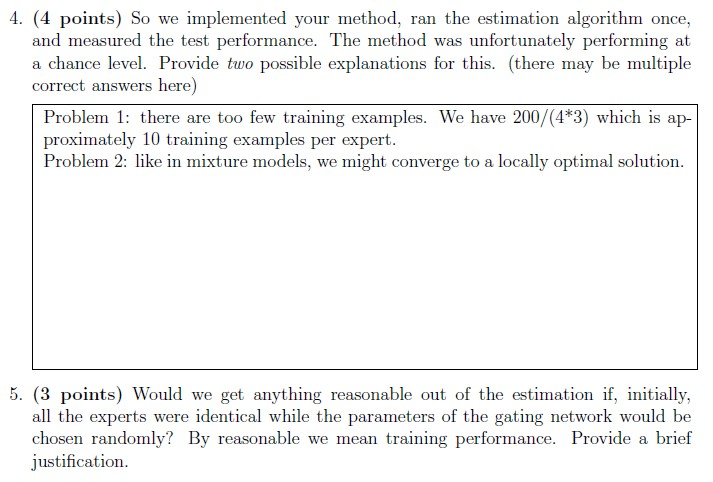 4. (4 points) So we implemented your method, ran the estimation algorithm once,
and measured the test performance. The method was unfortunately performing at
a chance level. Provide two possible explanations for this. (there may be multiple
correct answers here)
Problem 1: there are too few training examples. We have 200/(4*3) which is ap-
proximately 10 training examples per expert.
Problem 2: like in mixture models, we might converge to a locally optimal solution.
5. (3 points) Would we get anything reasonable out of the estimation if, initially,
all the experts were identical while the parameters of the gating network would be
chosen randomly? By reasonable we mean training performance. Provide a brief
justification.